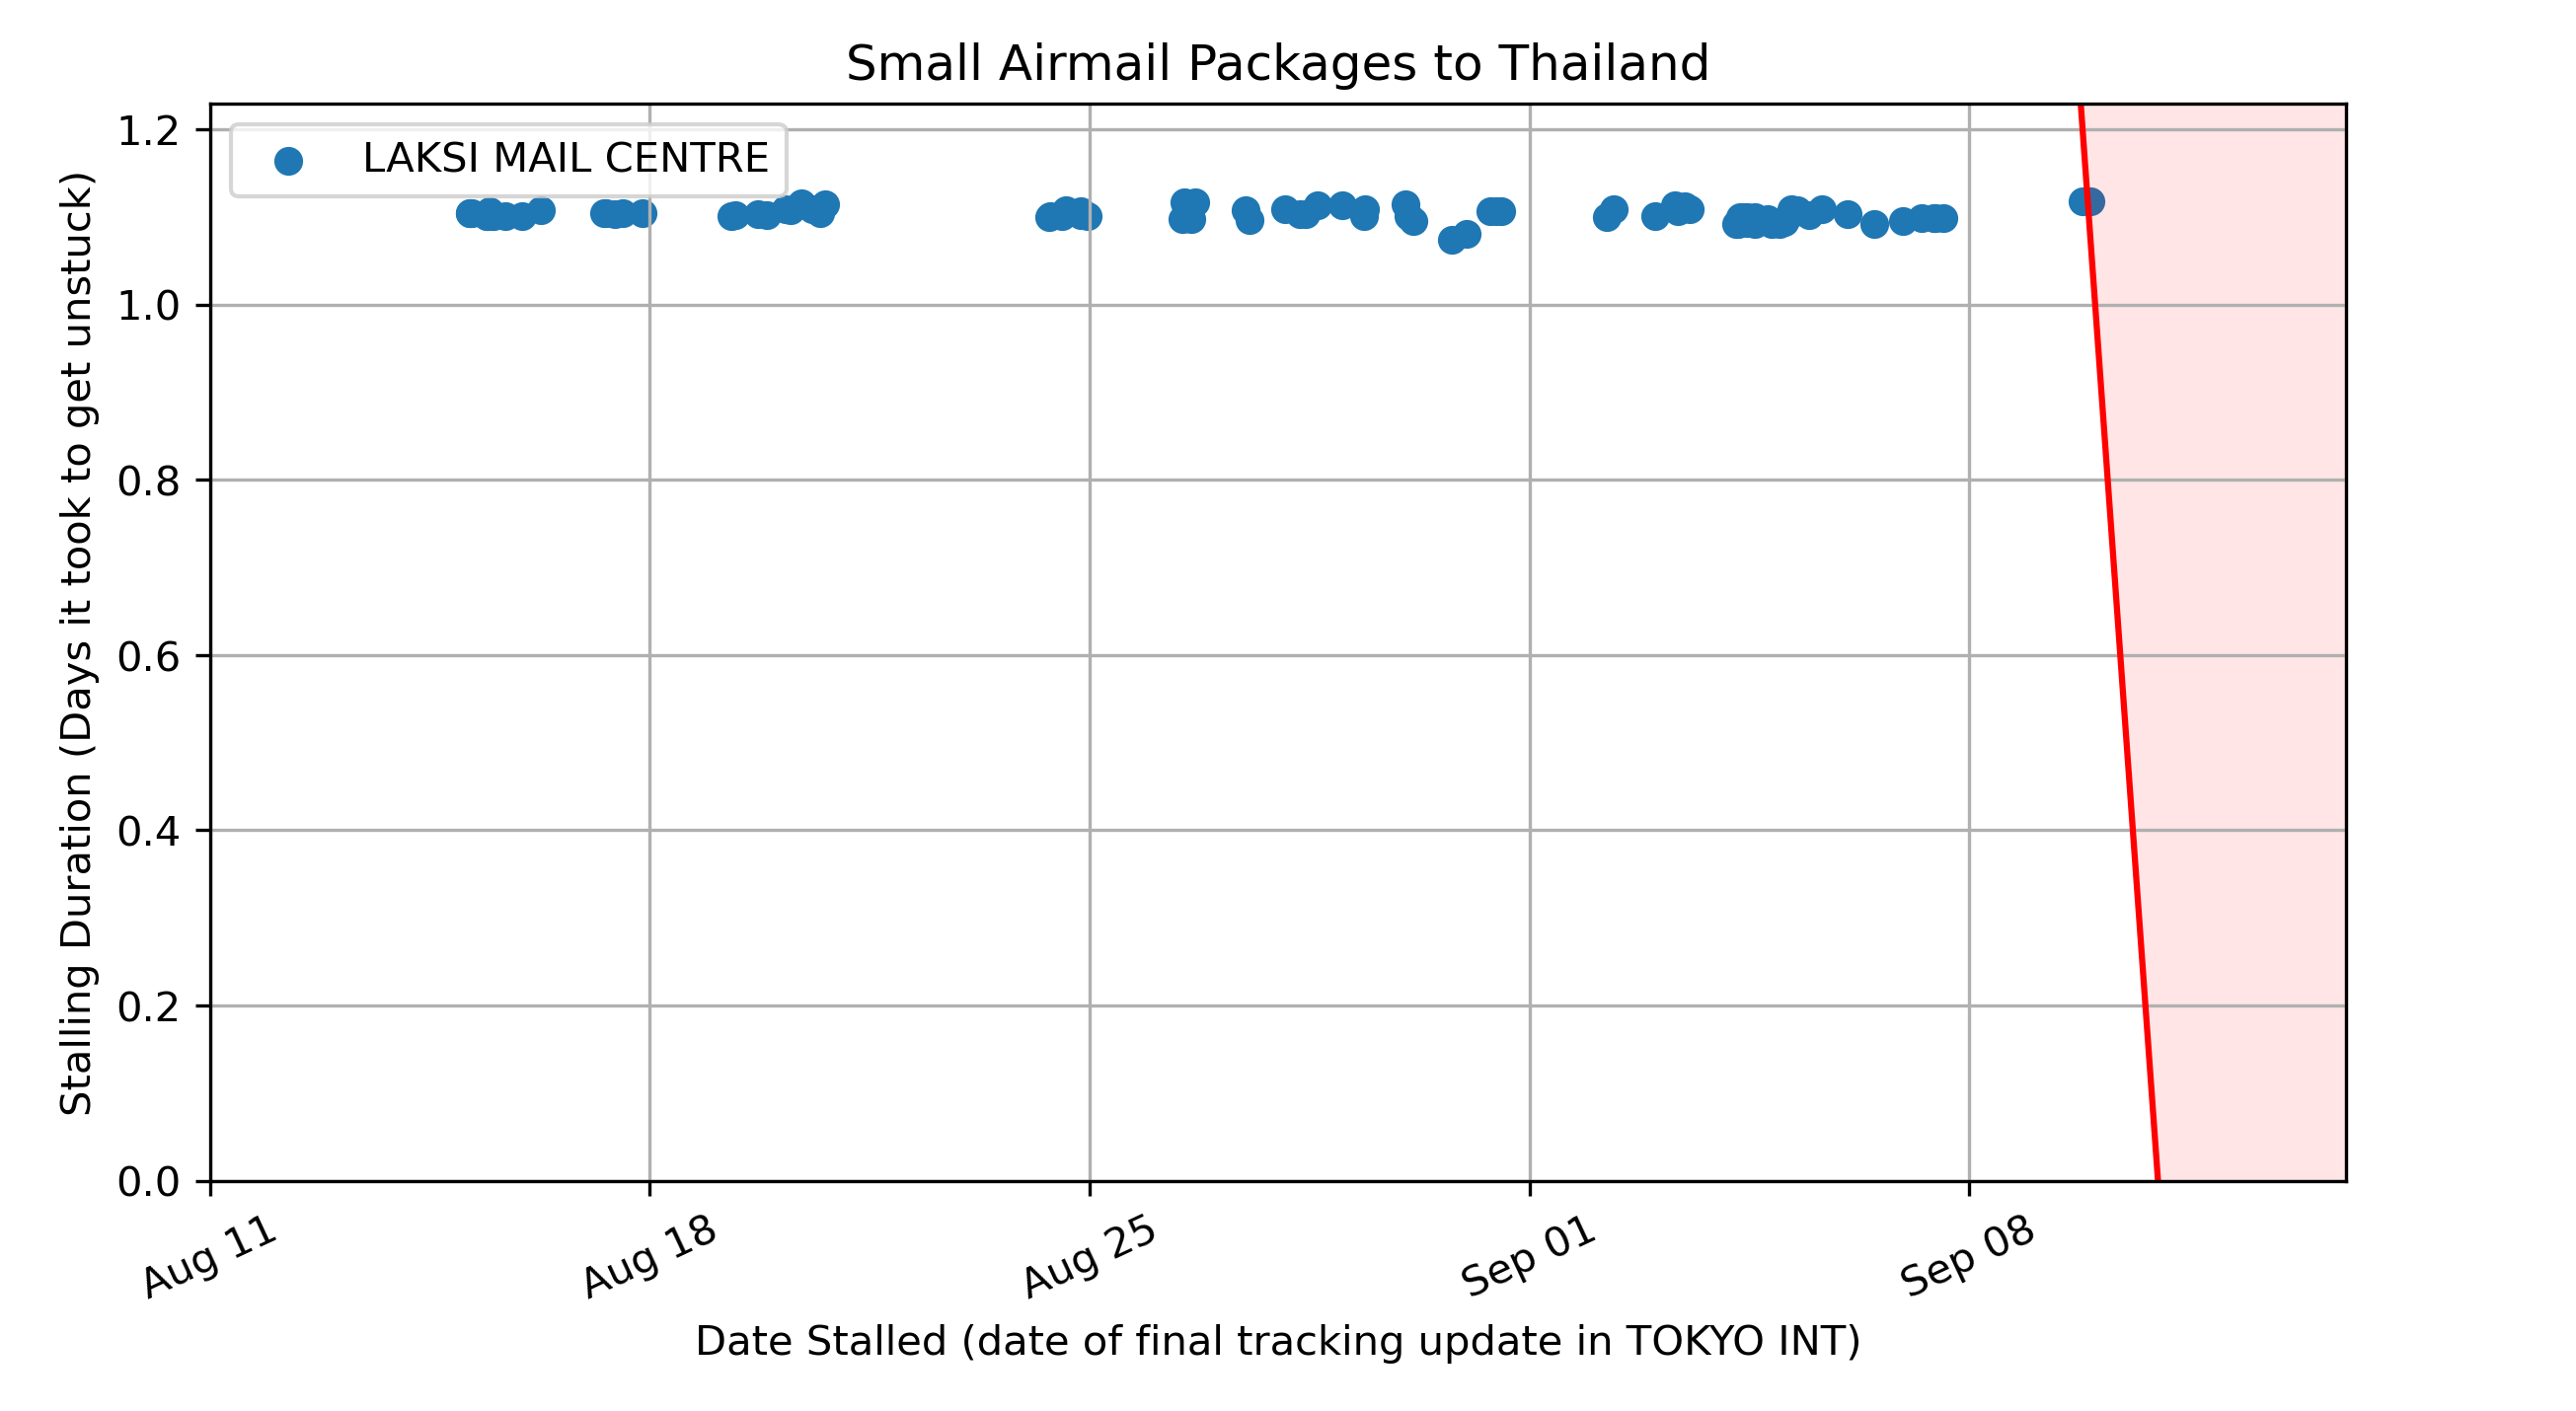 Small Airmail Packages to Thailand
LAKSI MAIL CENTRE
Stalling Duration (Days it took to get unstuck)
1.2
1.0
0.8
0.6
0.4
0.2
0.0
Aug 11
Aug 18
Aug 25
Sep 01
Sep 08
Date Stalled (date of final tracking update in TOKYO INT)